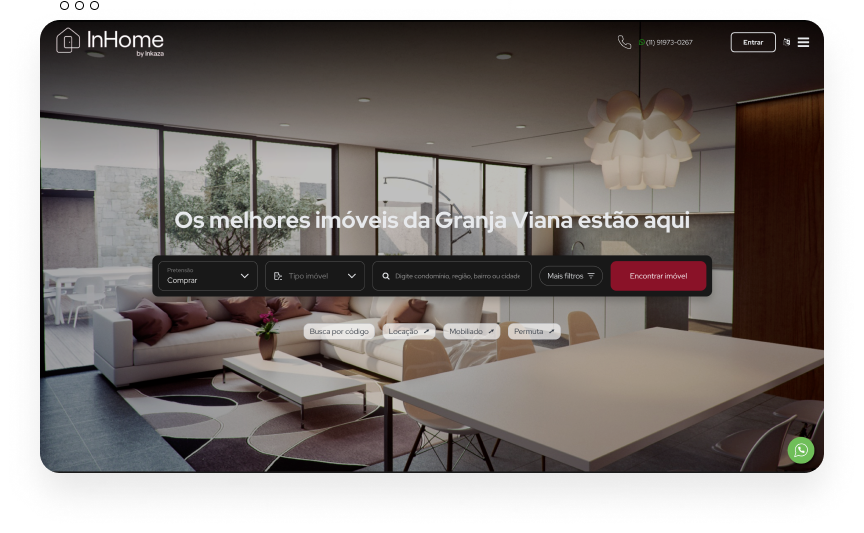 InHome
by Inkaza
(11) 91973-0267
Entrar
Os melhores imóveis da Granja Viana estão aqui
Pretensão
Comprar
Tipo imóvel
Digite condomínio, região, bairro ou cidade
Mais filtros
Encontrar imóvel
Busca por código
Locação
Mobiliado
Permuta